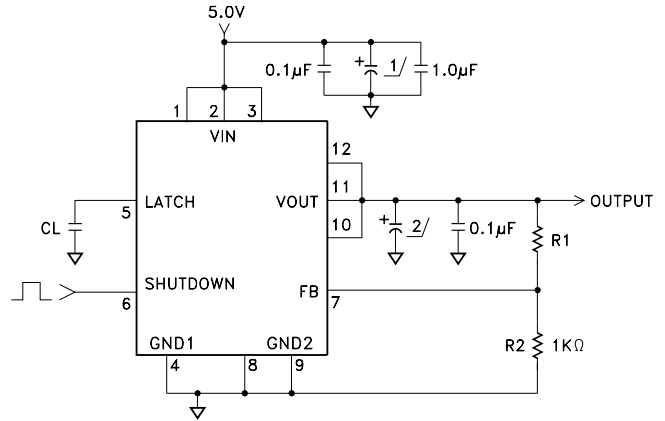 5.0V
0.1µF
+
1/
1.0µF
1
2
3
VIN
12
11
10
LATCH
5
CL
VOUT
+
2/
0.1µF
OUTPUT
R1
SHUTDOWN
6
FB
7
R2
1KΩ
GND1
GND2
4
8
9